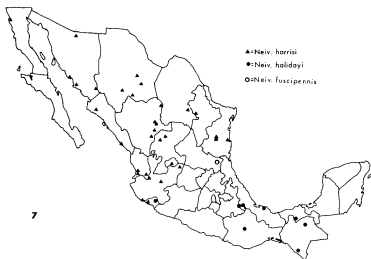 ▲=Neiv. harrisi
●=Neiv. halidayi
○=Neiv. fuscipennis
7